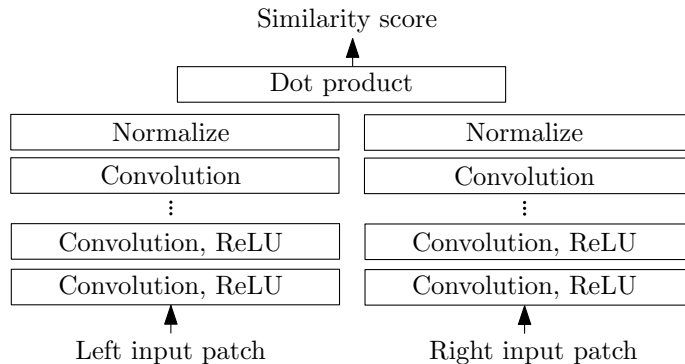 Similarity score
Dot product
Normalize
Normalize
Convolution
Convolution
Convolution, ReLU
Convolution, ReLU
Convolution, ReLU
Convolution, ReLU
Left input patch
Right input patch